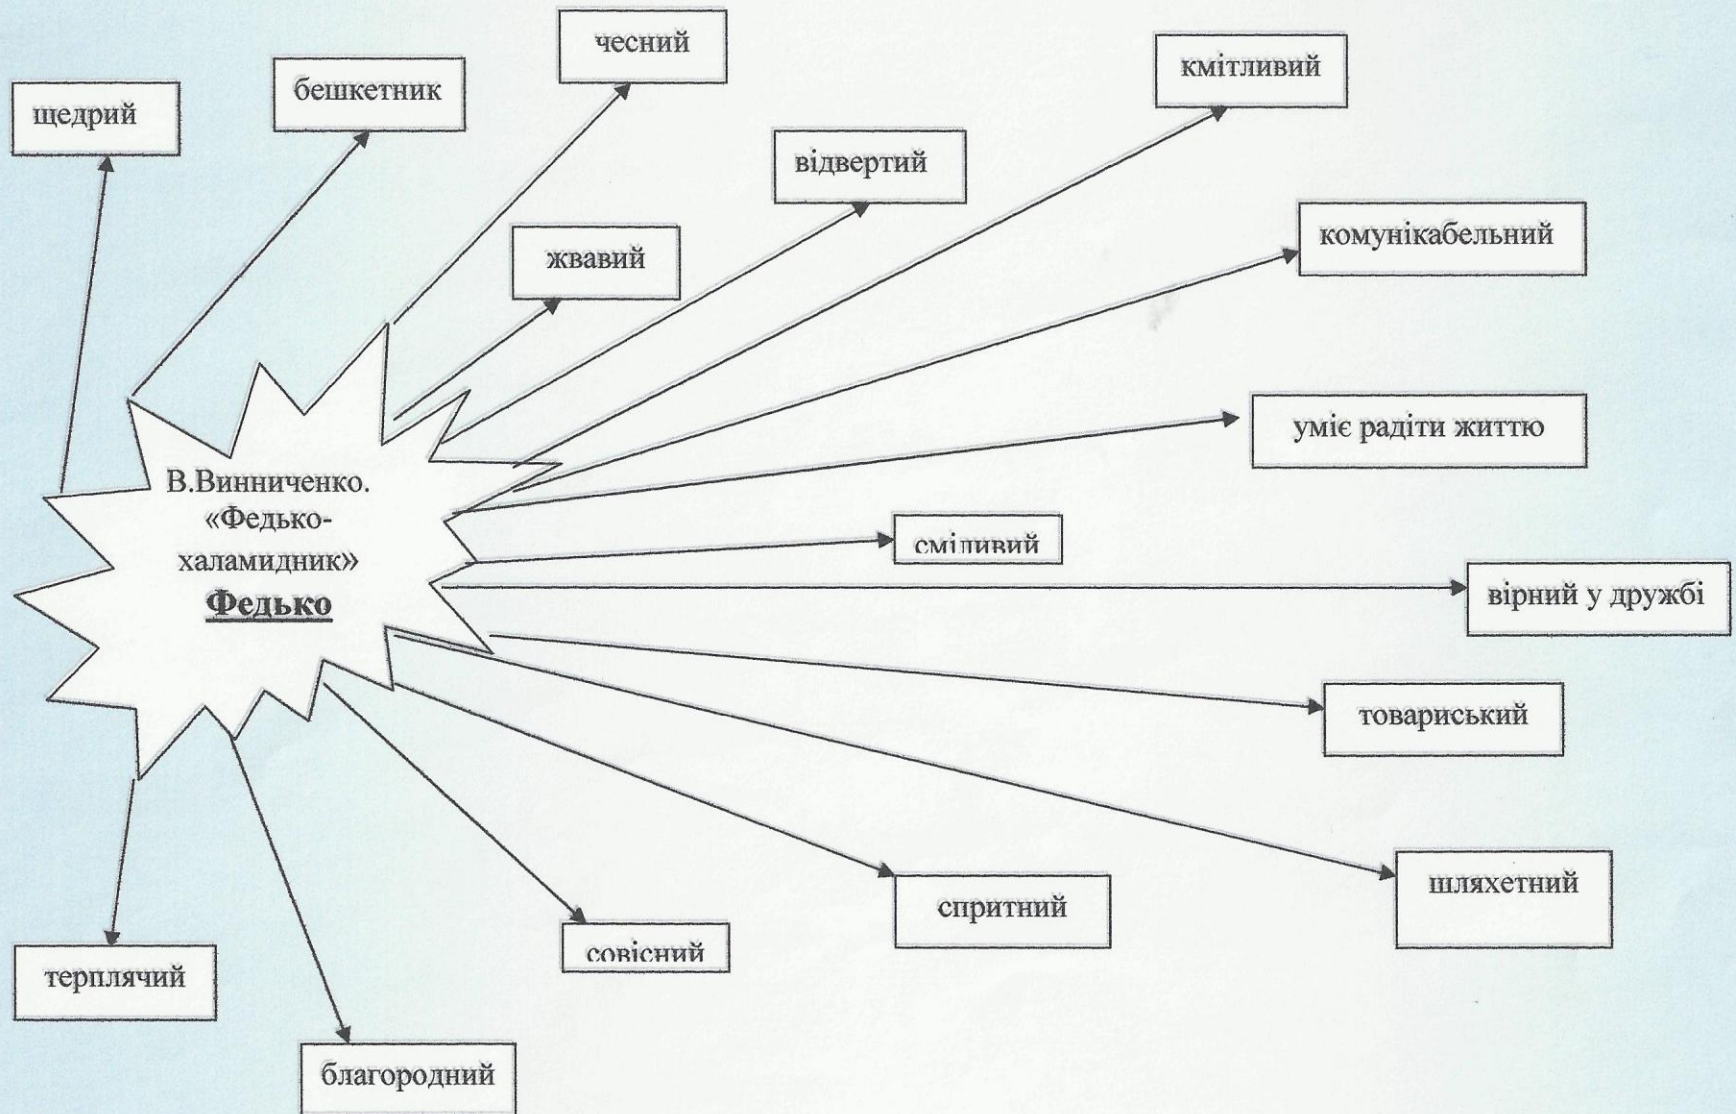 чесний
кмітливий
бешкетник
щедрий
відвертий
комунікабельний
жвавий
уміє радіти життю
В.Винниченко.
«Федько-
халамидник»
Федько
сміливий
вірний у дружбі
товариський
шляхетний
спритний
совісний
терплячий
благородний